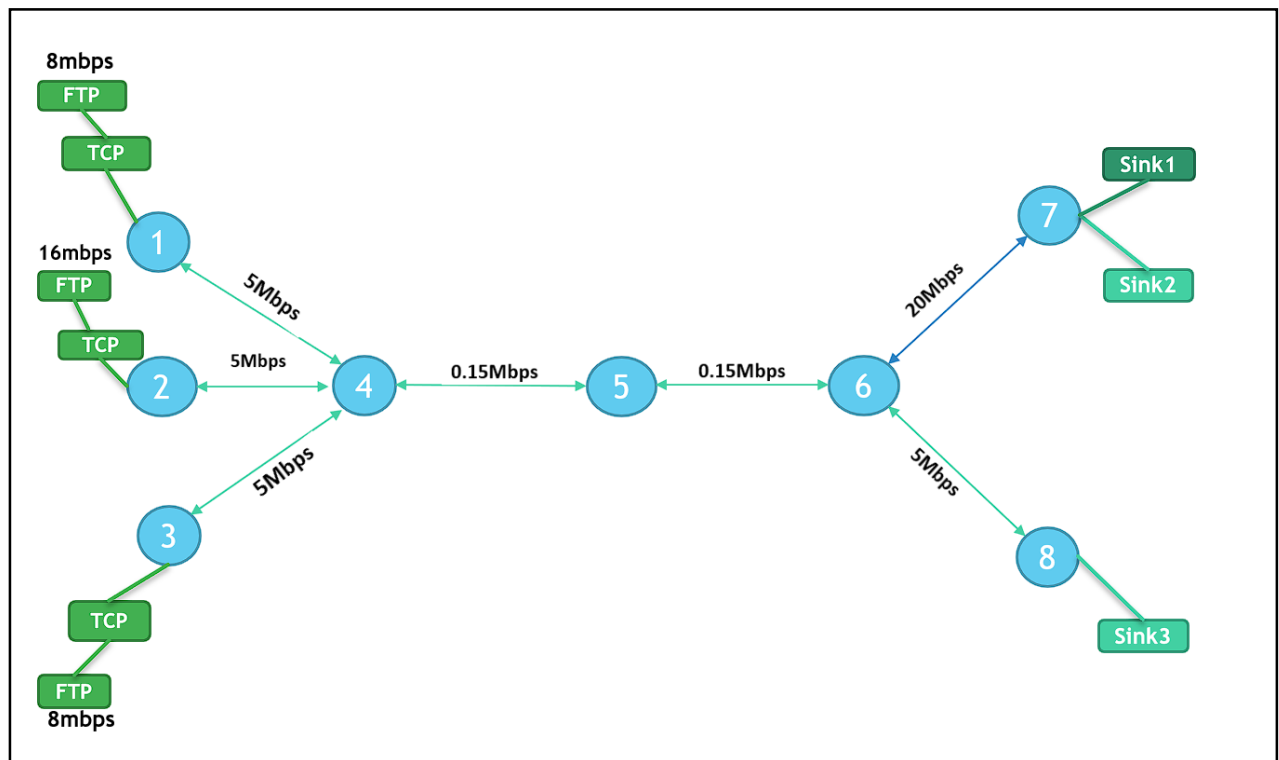 8mbps
FTP
TCP
1
16mbps
FTP
TCP
2
5Mbps
5Mbps
4
0.15Mbps
5
0.15Mbps
6
20Mbps
7
Sink1
Sink2
5Mbps
3
TCP
FTP
8mbps
5Mbps
8
Sink3